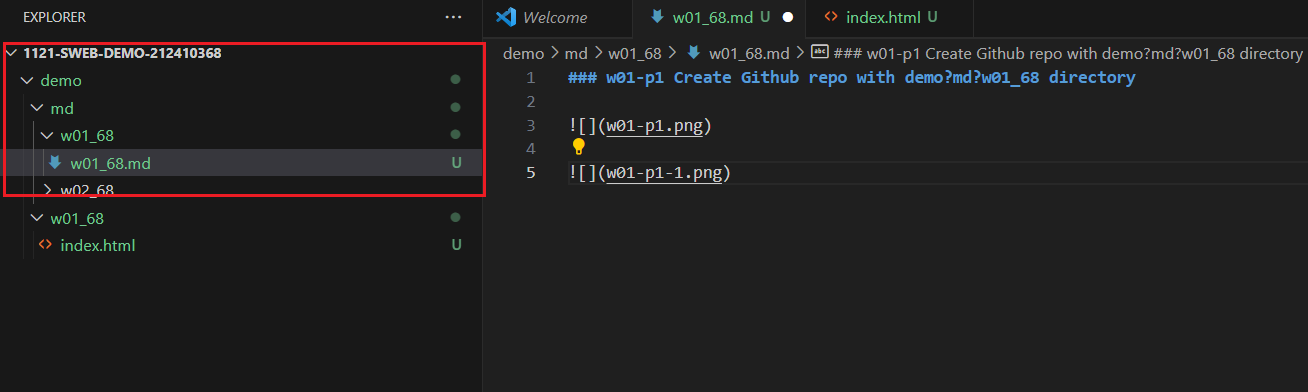 EXPLORER ...
1121-SWEB-DEMO-212410368
demo
md
w01_68
w01_68.md U
w02_68
w01_68
index.html U
Welcome
w01_68.md U
index.html U
demo > md > w01_68 > w01_68.md > abc ### w01-p1 Create Github repo with demo?md?w01_68 directory
1 ### w01-p1 Create Github repo with demo?md?w01_68 directory
2
3 ![](w01-p1.png)
4
5 ![](w01-p1-1.png)